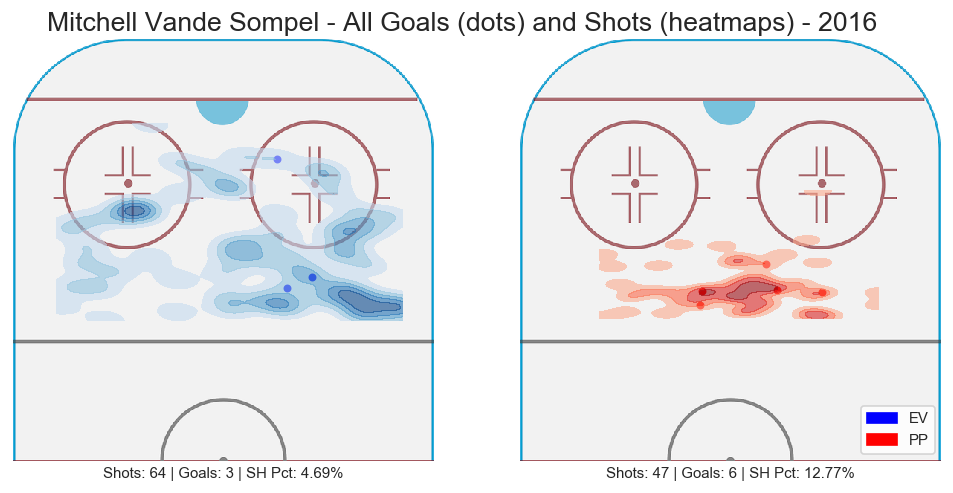 Mitchell Vande Sompel - All Goals (dots) and Shots (heatmaps) - 2016
EV
PP
Shots: 64 | Goals: 3 | SH Pct: 4.69%
Shots: 47 | Goals: 6 | SH Pct: 12.77%